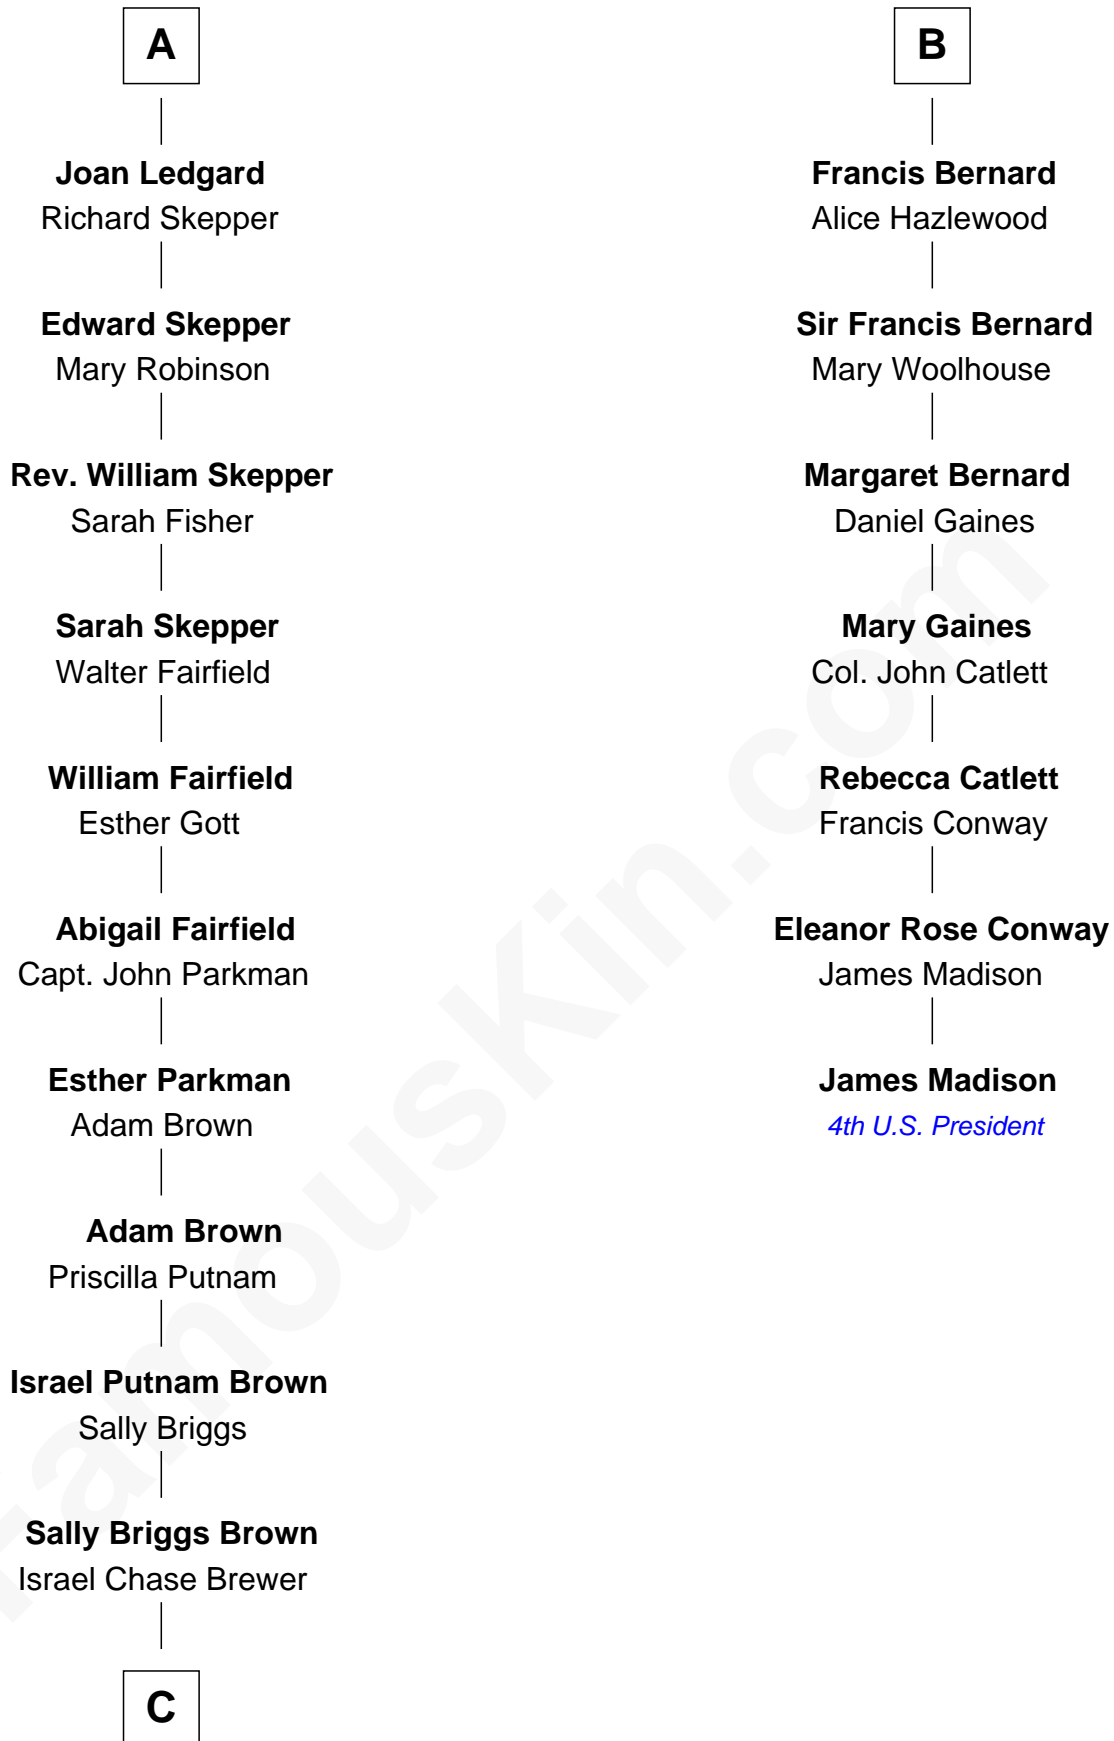 A
Joan Ledgard
Richard Skepper
Edward Skepper
Mary Robinson
Rev. William Skepper
Sarah Fisher
Sarah Skepper
Walter Fairfield
William Fairfield
Esther Gott
Abigail Fairfield
Capt. John Parkman
Esther Parkman
Adam Brown
Adam Brown
Priscilla Putnam
Israel Putnam Brown
Sally Briggs
Sally Briggs Brown
Israel Chase Brewer
C
B
Francis Bernard
Alice Hazlewood
Sir Francis Bernard
Mary Woolhouse
Margaret Bernard
Daniel Gaines
Mary Gaines
Col. John Catlett
Rebecca Catlett
Francis Conway
Eleanor Rose Conway
James Madison
James Madison
4th U.S. President
FamousKin.com